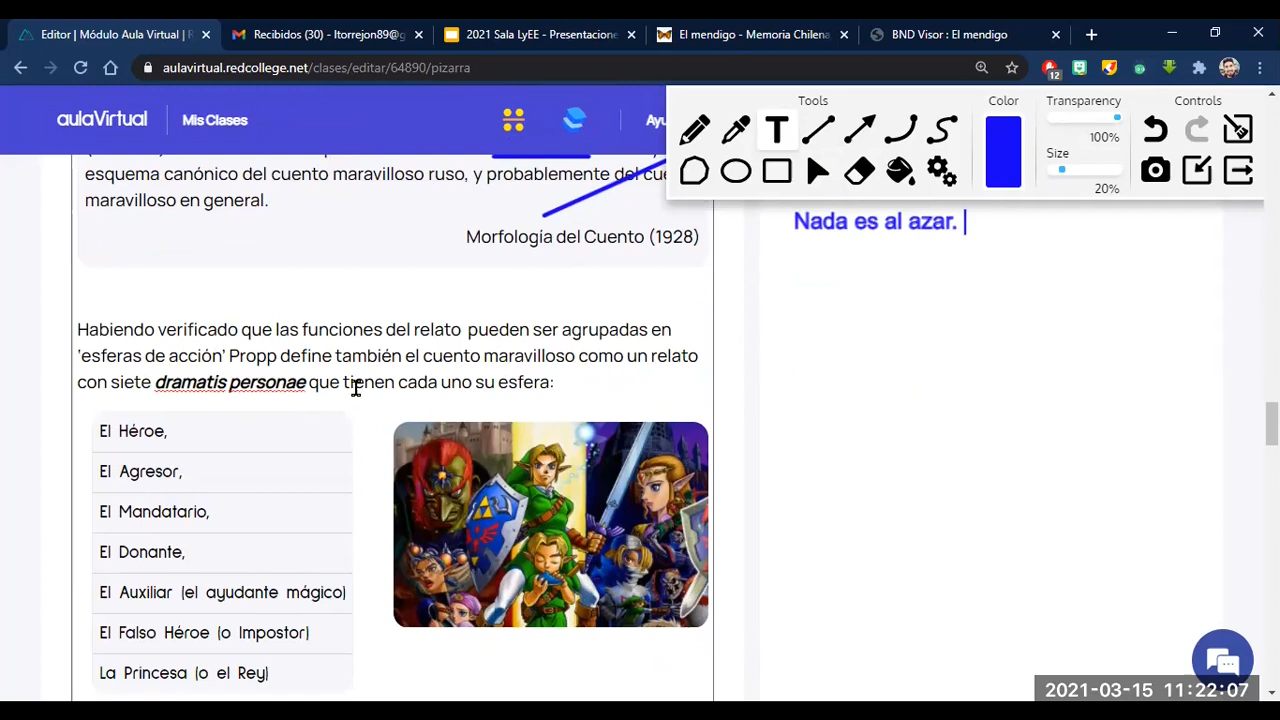 Editor | Módulo Aula Virtual |
Recibidos (30) - ltorrejon89@g
2021 Sala LyEE - Presentacione
El mendigo - Memoria Chilena
BND Visor : El mendigo
aulavirtual.redcollege.net/clases/editar/64890/pizarra
12
aulaVirtual
Mis Clases
Ayu
Tools
Color
Transparency
Controls
100%
Size
20%
esquema canónico del cuento maravilloso ruso, y probablemente del cue
maravilloso en general.
Morfología del Cuento (1928)
Nada es al azar.
Habiendo verificado que las funciones del relato pueden ser agrupadas en
‘esferas de acción’ Propp define también el cuento maravilloso como un relato
con siete dramatis personae que tienen cada uno su esfera:
El Héroe,
El Agresor,
El Mandatario,
El Donante,
El Auxiliar (el ayudante mágico)
El Falso Héroe (o Impostor)
La Princesa (o el Rey)
2021-03-15 11:22:07